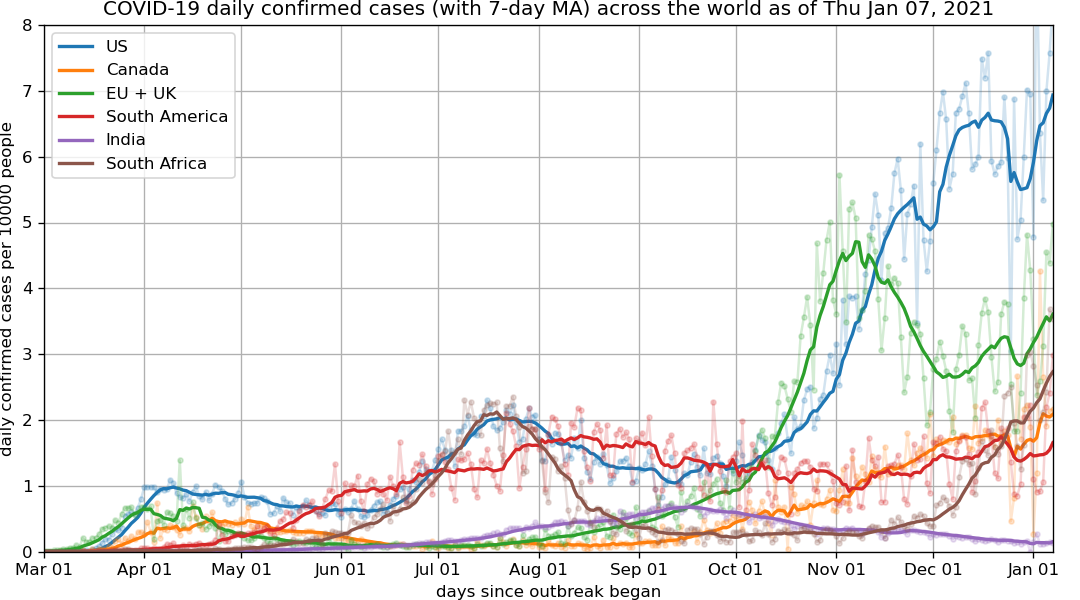 COVID-19 daily confirmed cases (with 7-day MA) across the world as of Thu Jan 07, 2021
daily confirmed cases per 10000 people
8
7
6
5
4
3
2
1
0
US
Canada
EU + UK
South America
India
South Africa
Mar 01 Apr 01 May 01 Jun 01 Jul 01 Aug 01 Sep 01 Oct 01 Nov 01 Dec 01 Jan 01
days since outbreak began